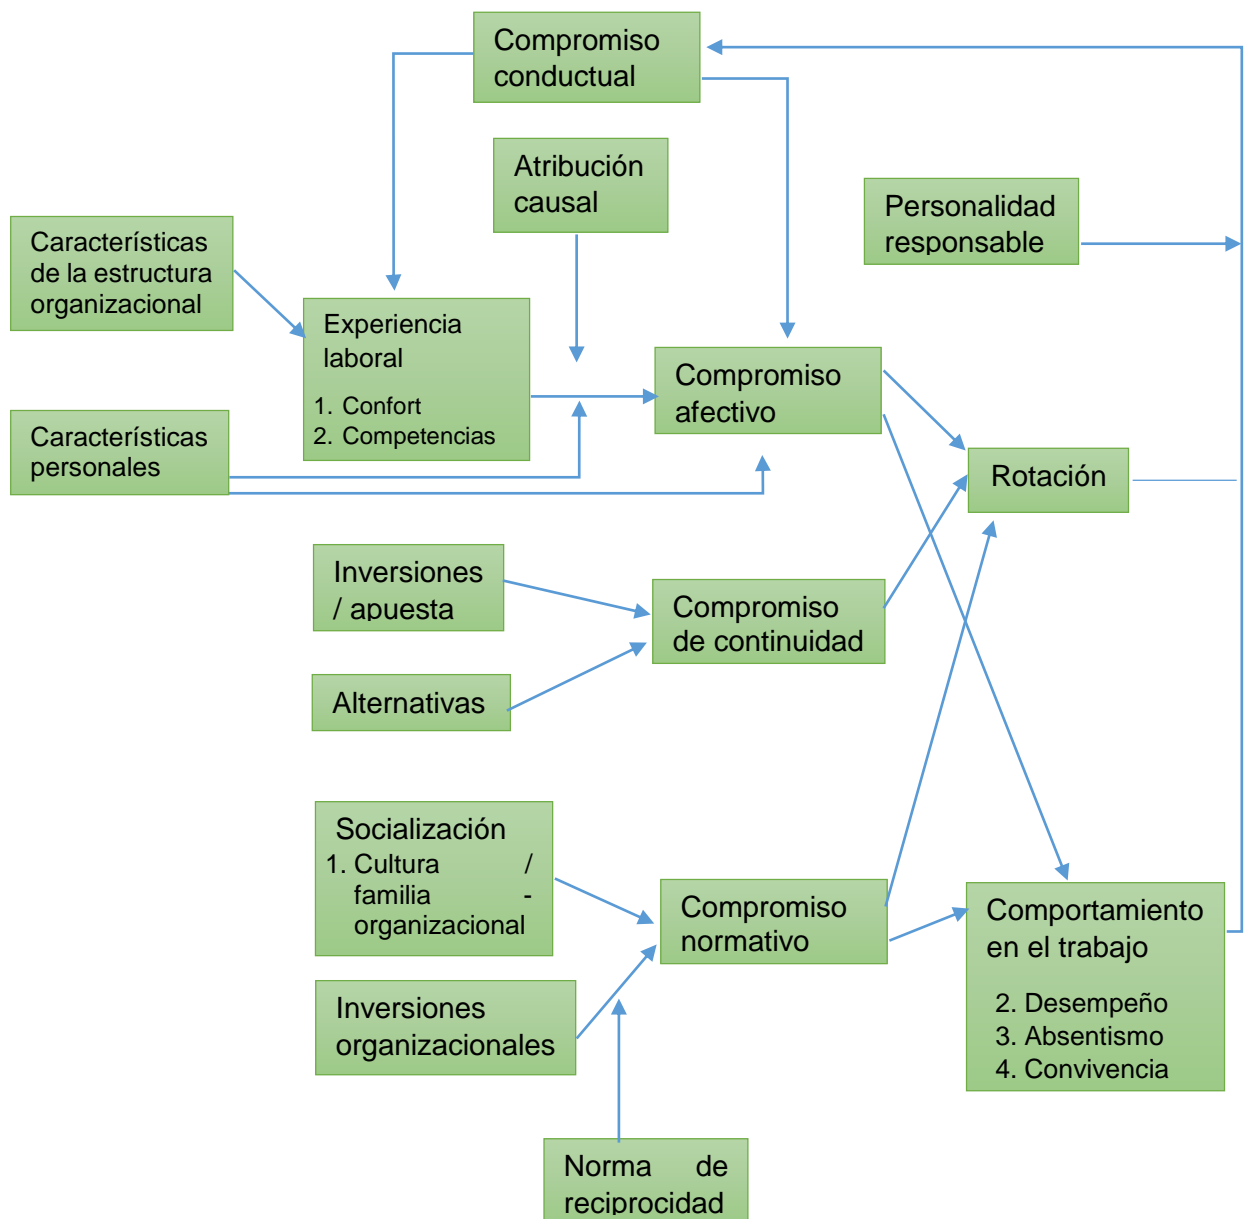 Compromiso
conductual
Atribución
causal
Personalidad
responsable
Características
de la estructura
organizacional
Experiencia
laboral
1. Confort
2. Competencias
Compromiso
afectivo
Características
personales
Rotación
Inversiones
/ apuesta
Compromiso
de continuidad
Alternativas
Socialización
1. Cultura /
familia -
organizacional
Compromiso
normativo
Comportamiento
en el trabajo
2. Desempeño
3. Absentismo
4. Convivencia
Inversiones
organizacionales
Norma de
reciprocidad